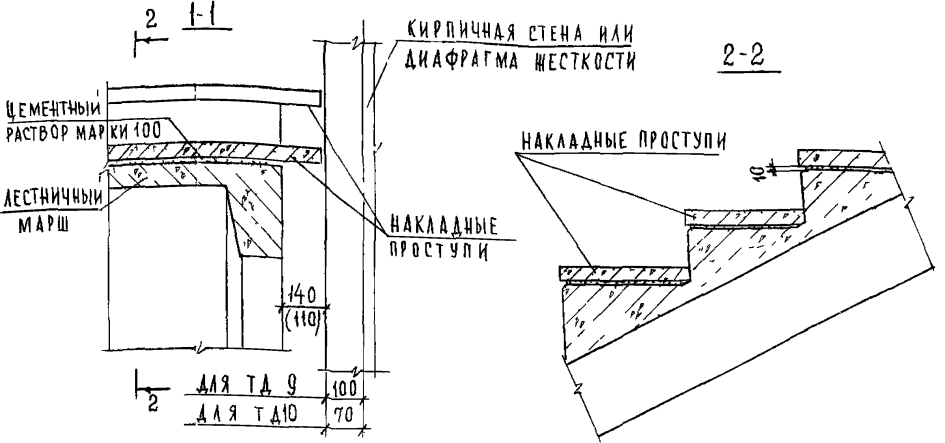 2 1-1
КИРПИЧНАЯ СТЕНА ИЛИ
ДИАФРАГМА ЖЕСТКОСТИ
2-2
ЦЕМЕНТНЫЙ
РАСТВОР МАРКИ 100
НАКЛАДНЫЕ ПРОСТУПИ
10
ЛЕСТНИЧНЫЙ
МАРШ
НАКЛАДНЫЕ
ПРОСТУПИ
140
(110)
2
ДЛЯ ТД 9 100
ДЛЯ ТД10 70